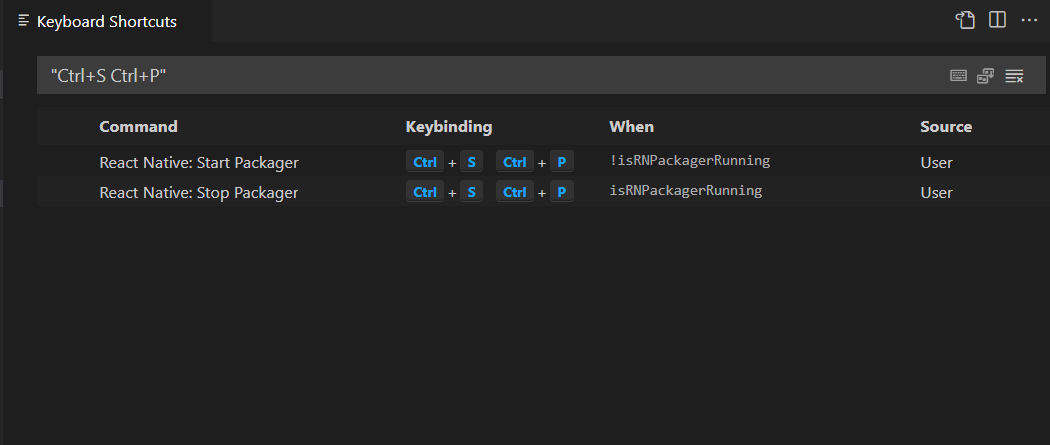 Keyboard Shortcuts
"Ctrl+S Ctrl+P"
Command Keybinding When Source
React Native: Start Packager Ctrl + S Ctrl + P !isRNPackagerRunning User
React Native: Stop Packager Ctrl + S Ctrl + P isRNPackagerRunning User